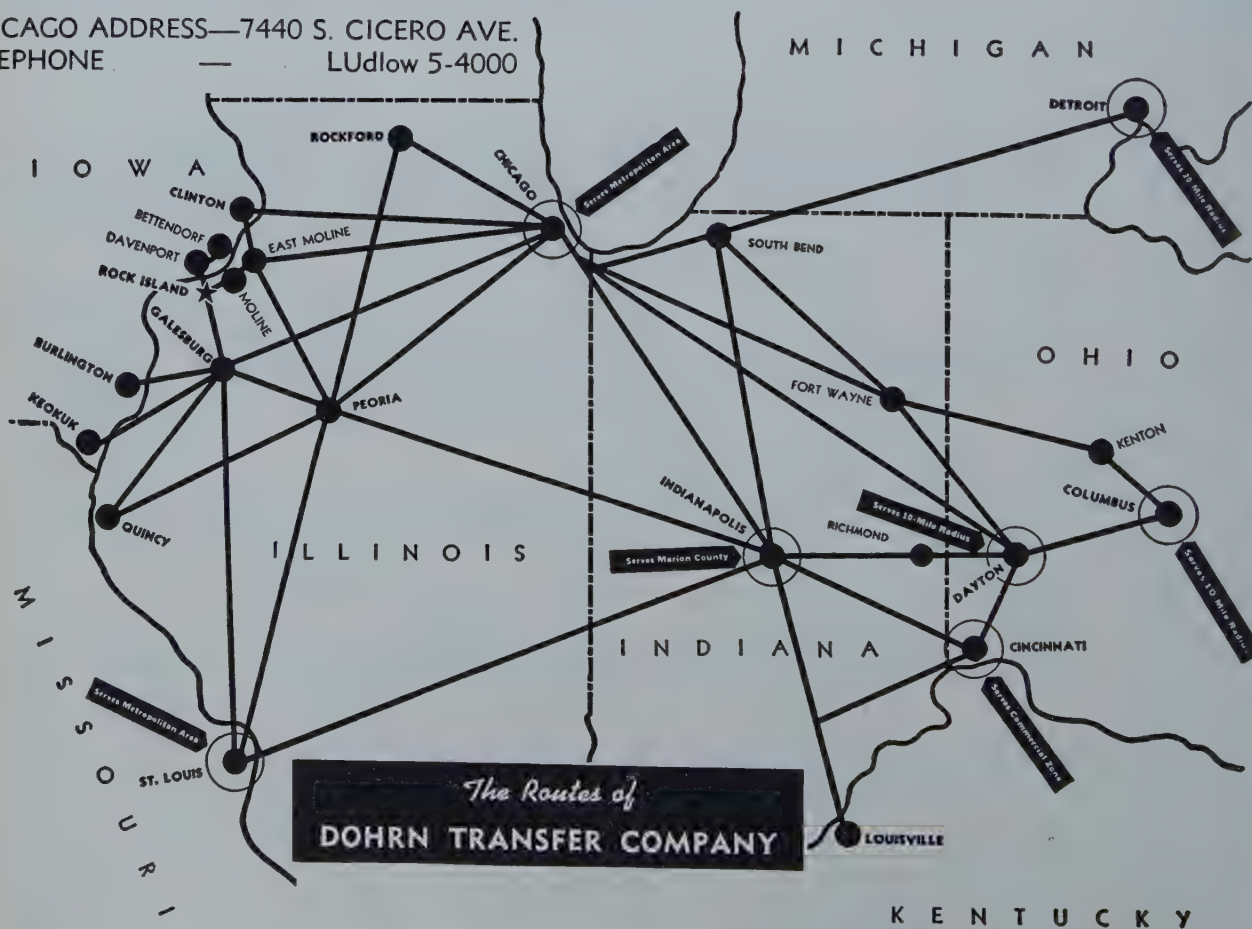 CAGO ADDRESS—7440 S. CICERO AVE.
EPHONE — LUdlow 5-4000
MICHIGAN
DETROIT
Serves 20-Mile Radius
ROCKFORD
CHICAGO
Serves Metropolitan Area
IOWA
CLINTON
BETTENDORF
DAVENPORT
EAST MOLINE
ROCK ISLAND
MOLINE
SOUTH BEND
GALESBURG
BURLINGTON
KEOKUK
PEORIA
QUINCY
OHIO
FORT WAYNE
KENTON
COLUMBUS
Serves 10-Mile Radius
INDIANAPOLIS
Serves Marion County
RICHMOND
Serves 10-Mile Radius
DAYTON
ILLINOIS
INDIANA
CINCINNATI
Serves Commercial Zone
MISSOURI
Serves Metropolitan Area
ST. LOUIS
The Routes of
DOHRN TRANSFER COMPANY
LOUISVILLE
KENTUCKY